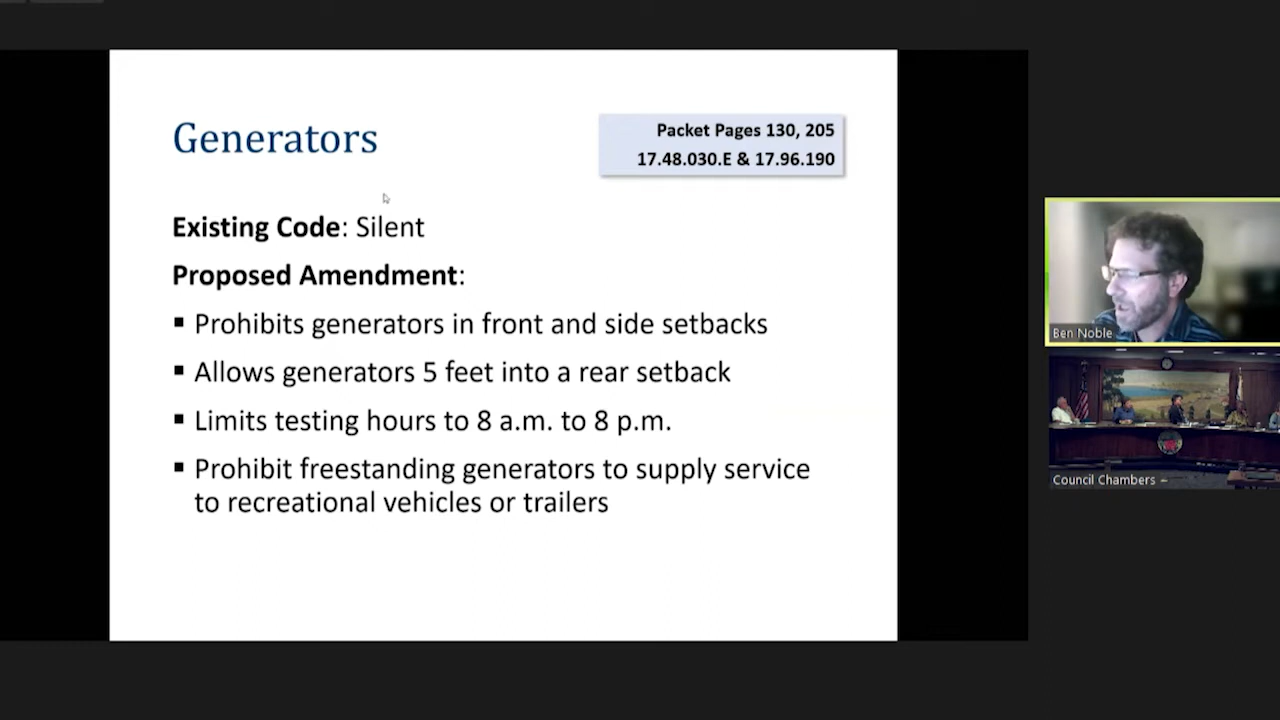 Generators
Packet Pages 130, 205
17.48.030.E & 17.96.190
Existing Code: Silent
Proposed Amendment:
▪ Prohibits generators in front and side setbacks
▪ Allows generators 5 feet into a rear setback
▪ Limits testing hours to 8 a.m. to 8 p.m.
▪ Prohibit freestanding generators to supply service
to recreational vehicles or trailers
Ben Noble
Council Chambers –